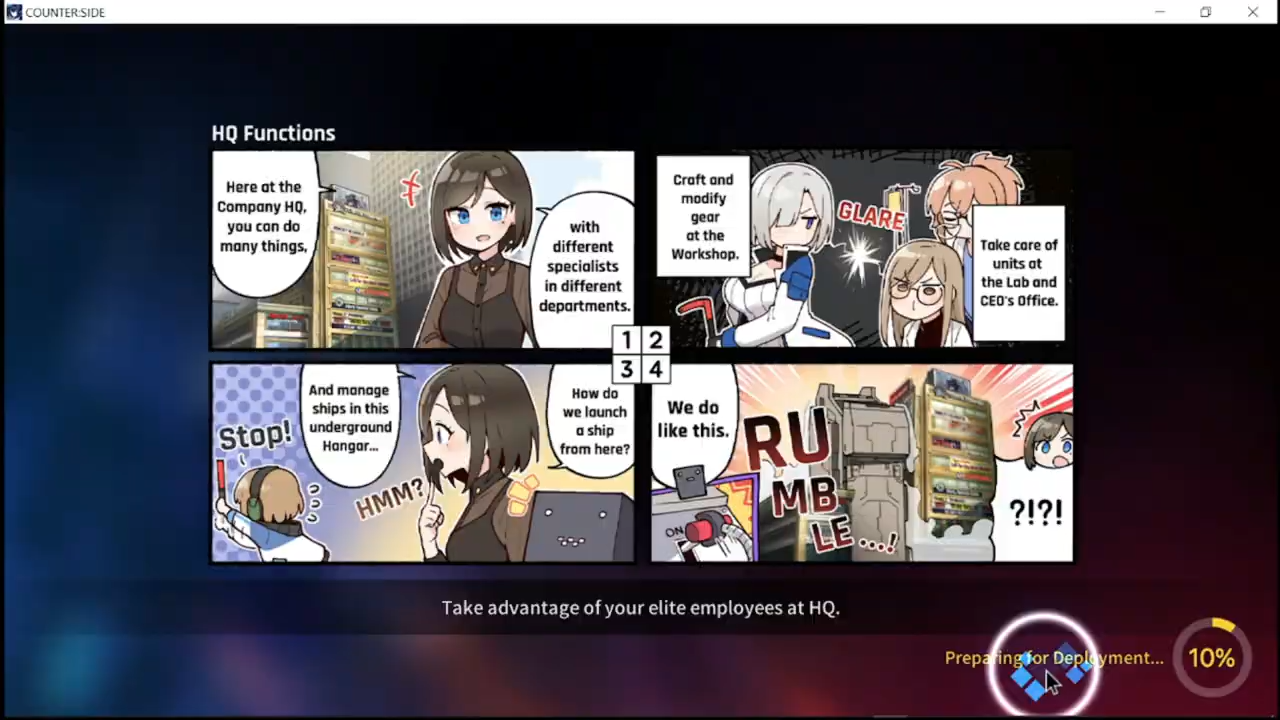 COUNTER:SIDE
HQ Functions
Here at the
Company HQ,
you can do
many things,
with
different
specialists
in different
departments.
Craft and
modify
gear
at the
Workshop.
GLARE
Take care of
units at
the Lab and
CEO's Office.
1 2
3 4
Stop!
And manage
ships in this
underground
Hangar...
HMM?
How do
we launch
a ship
from here?
We do
like this.
ON
RU
MB
LE...!
?!?!
Take advantage of your elite employees at HQ.
Preparing for Deployment...
10%